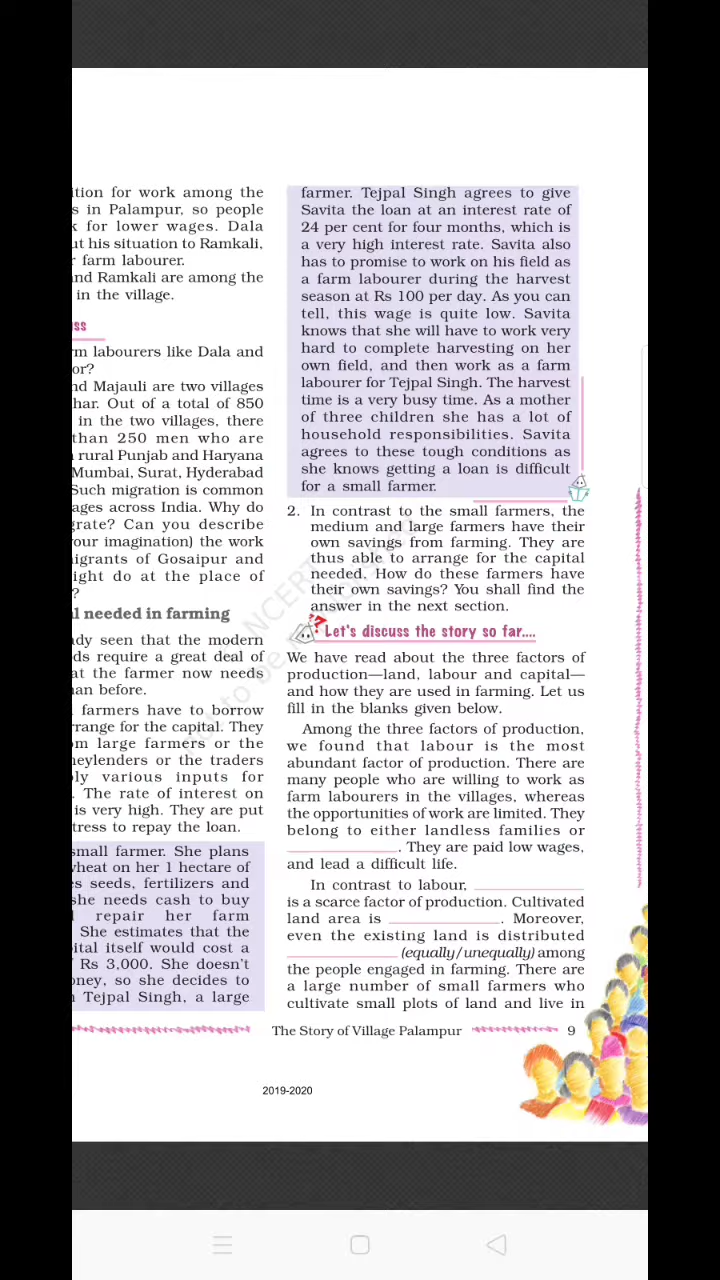 ition for work among the
s in Palampur, so people
k for lower wages. Dala
ut his situation to Ramkali,
r farm labourer.
and Ramkali are among the
in the village.
uss
rm labourers like Dala and
or?
nd Majauli are two villages
har. Out of a total of 850
in the two villages, there
than 250 men who are
rural Punjab and Haryana
Mumbai, Surat, Hyderabad
Such migration is common
ages across India. Why do
grate? Can you describe
our imagination) the work
igrants of Gosaipur and
ight do at the place of
?
l needed in farming
dy seen that the modern
ds require a great deal of
at the farmer now needs
an before.
farmers have to borrow
rrange for the capital. They
om large farmers or the
neylenders or the traders
ply various inputs for
. The rate of interest on
is very high. They are put
tress to repay the loan.
small farmer. She plans
wheat on her 1 hectare of
es seeds, fertilizers and
she needs cash to buy
repair her farm
She estimates that the
ital itself would cost a
Rs 3,000. She doesn't
oney, so she decides to
Tejpal Singh, a large
farmer. Tejpal Singh agrees to give
Savita the loan at an interest rate of
24 per cent for four months, which is
a very high interest rate. Savita also
has to promise to work on his field as
a farm labourer during the harvest
season at Rs 100 per day. As you can
tell, this wage is quite low. Savita
knows that she will have to work very
hard to complete harvesting on her
own field, and then work as a farm
labourer for Tejpal Singh. The harvest
time is a very busy time. As a mother
of three children she has a lot of
household responsibilities. Savita
agrees to these tough conditions as
she knows getting a loan is difficult
for a small farmer.
2. In contrast to the small farmers, the
medium and large farmers have their
own savings from farming. They are
thus able to arrange for the capital
needed. How do these farmers have
their own savings? You shall find the
answer in the next section.
Let's discuss the story so far....
We have read about the three factors of
production—land, labour and capital—
and how they are used in farming. Let us
fill in the blanks given below.
Among the three factors of production,
we found that labour is the most
abundant factor of production. There are
many people who are willing to work as
farm labourers in the villages, whereas
the opportunities of work are limited. They
belong to either landless families or
____________. They are paid low wages,
and lead a difficult life.
In contrast to labour, ____________
is a scarce factor of production. Cultivated
land area is ____________. Moreover,
even the existing land is distributed
____________ (equally/unequally) among
the people engaged in farming. There are
a large number of small farmers who
cultivate small plots of land and live in
The Story of Village Palampur 9
2019-2020